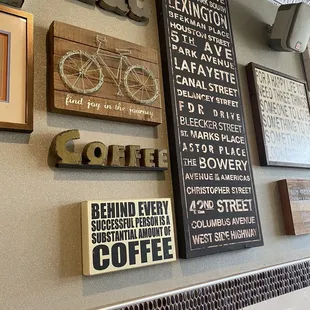 find joy in the journey
COFFEE
BEHIND EVERY
SUCCESSFUL PERSON IS A
SUBSTANTIAL AMOUNT OF
COFFEE
LEXINGTON
BEEKMAN PLACE
HOUSTON STREET
5TH AVE
PARK AVENUE
LAFAYETTE
CANAL STREET
DELANCEY STREET
FDR DRIVE
BLEECKER STREET
ST. MARKS PLACE
ASTOR PLACE
THE BOWERY
AVENUE OF THE AMERICAS
CHRISTOPHER STREET
42ND STREET
COLUMBUS AVENUE
WEST SIDE HIGHWAY